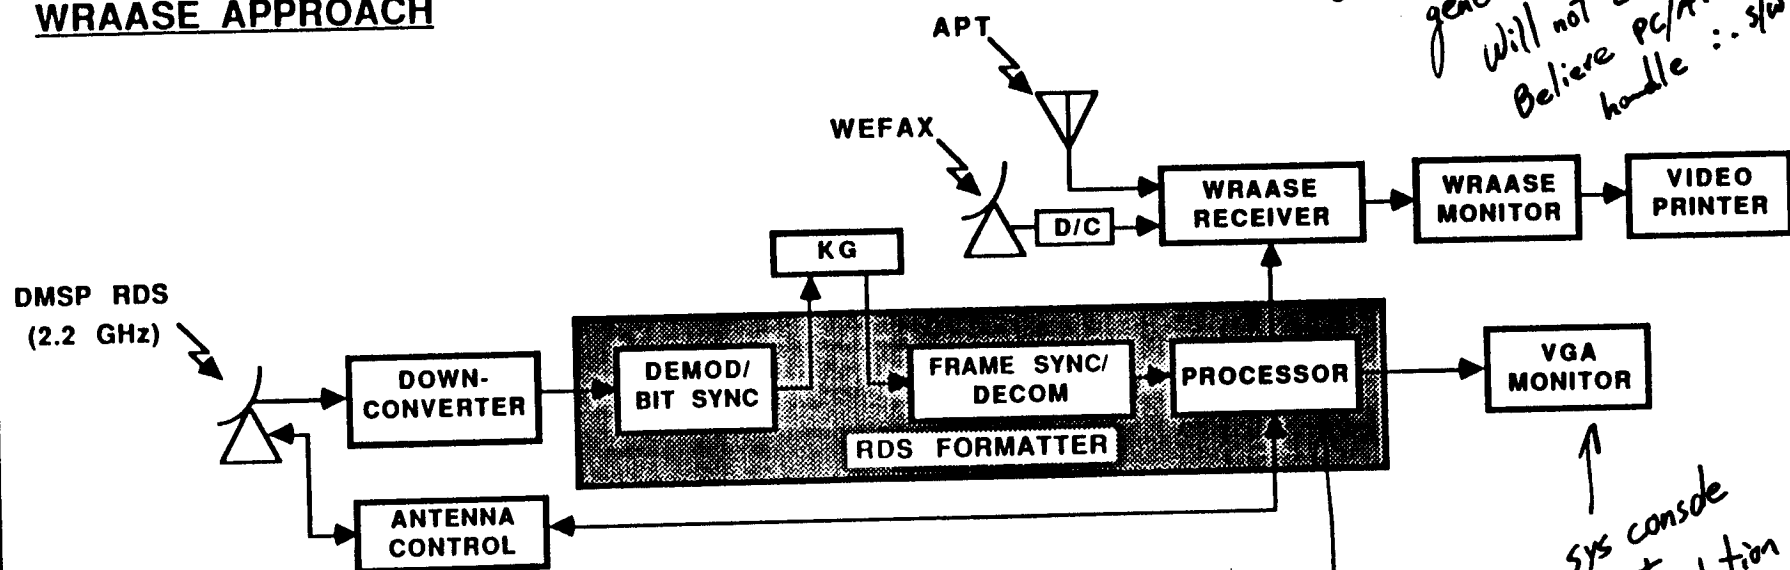 WRAASE APPROACH
Will not
Believe PC/
handle : . s/w
APT
WEFAX
WRAASE
RECEIVER
WRAASE
MONITOR
VIDEO
PRINTER
D/C
KG
DMSP RDS
(2.2 GHz)
DOWN-
CONVERTER
DEMOD/
BIT SYNC
FRAME SYNC/
DECOM
PROCESSOR
RDS FORMATTER
VGA
MONITOR
ANTENNA
CONTROL
sys console